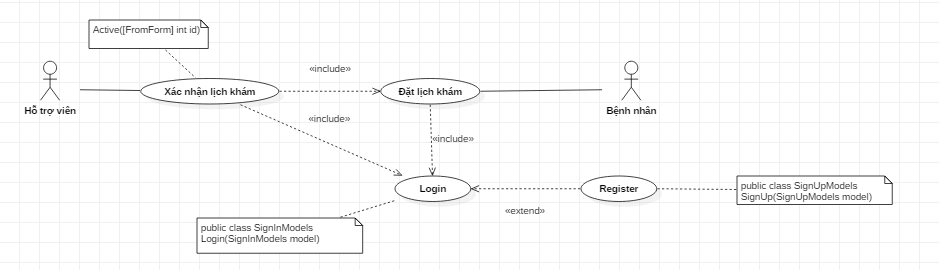 Active([FromForm] int id)
«include»
Xác nhận lịch khám
Đặt lịch khám
Hỗ trợ viên
Bệnh nhân
«include»
«include»
Login
Register
public class SignUpModels
SignUp(SignUpModels model)
«extend»
public class SignInModels
Login(SignInModels model)